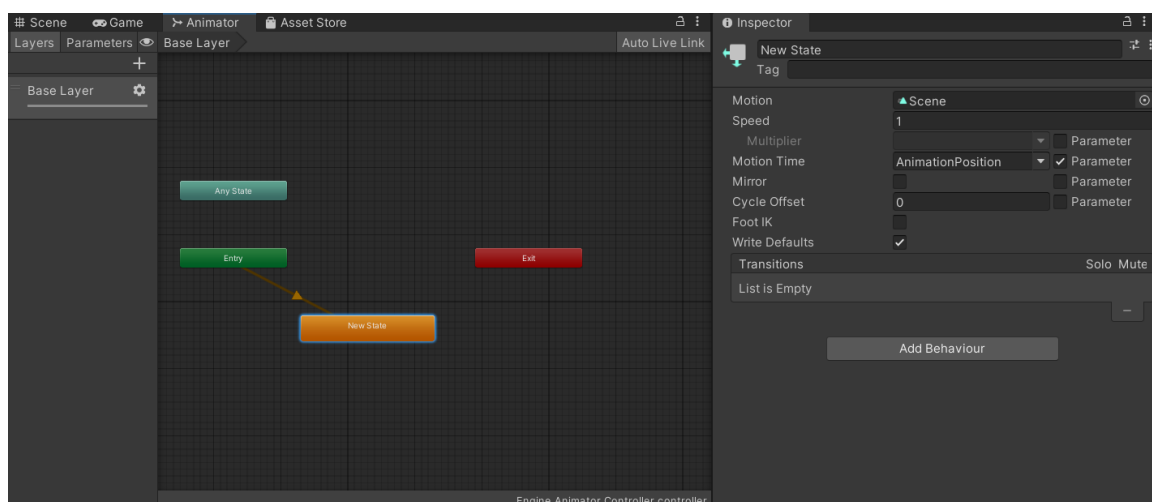 Scene Game Animator Asset Store
Inspector
Layers Parameters Base Layer Auto Live Link
New State
Tag
Base Layer
Motion Scene
Speed 1
Multiplier Parameter
Motion Time AnimationPosition Parameter
Mirror Parameter
Cycle Offset 0 Parameter
Foot IK
Write Defaults
Transitions Solo Mute
List is Empty
Add Behaviour
Any State
Entry
Exit
New State
Engine Animator Controller.controller